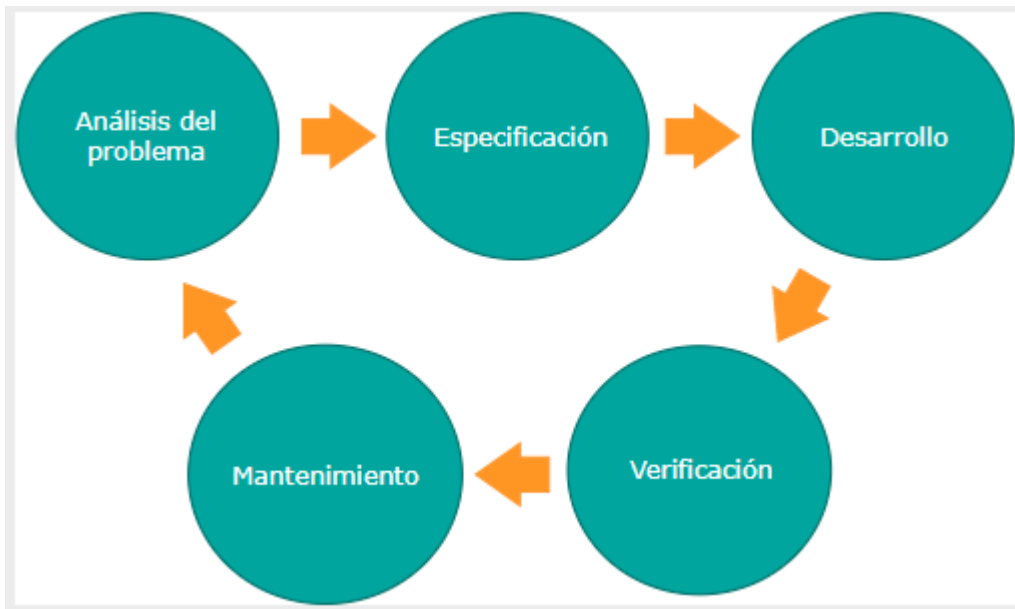 Análisis del
problema
Especificación
Desarrollo
Mantenimiento
Verificación